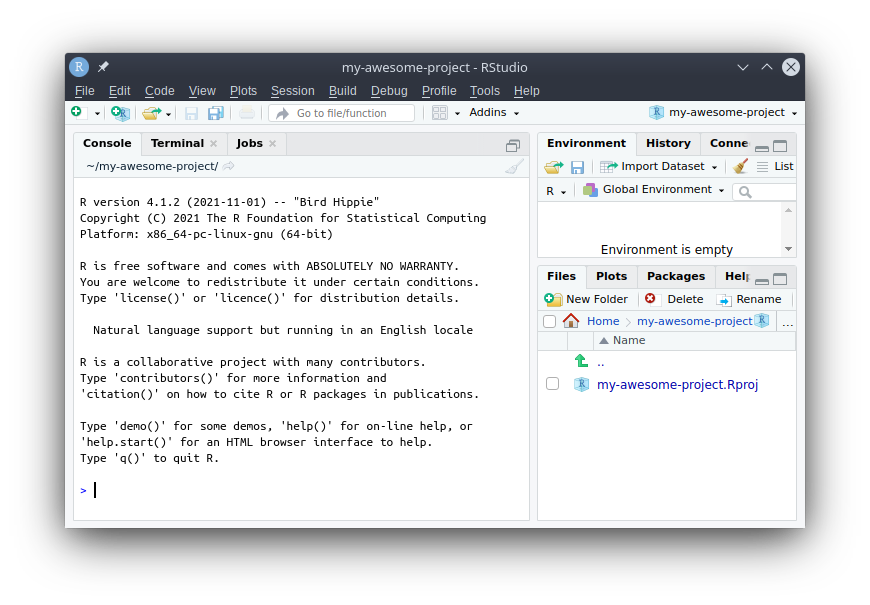 my-awesome-project - RStudio
File Edit Code View Plots Session Build Debug Profile Tools Help
Go to file/function
Addins
my-awesome-project
Console Terminal Jobs
~/my-awesome-project/
R version 4.1.2 (2021-11-01) -- "Bird Hippie"
Copyright (C) 2021 The R Foundation for Statistical Computing
Platform: x86_64-pc-linux-gnu (64-bit)
R is free software and comes with ABSOLUTELY NO WARRANTY.
You are welcome to redistribute it under certain conditions.
Type 'license()' or 'licence()' for distribution details.
Natural language support but running in an English locale
R is a collaborative project with many contributors.
Type 'contributors()' for more information and
'citation()' on how to cite R or R packages in publications.
Type 'demo()' for some demos, 'help()' for on-line help, or
'help.start()' for an HTML browser interface to help.
Type 'q()' to quit R.
>
Environment History Conne
Import Dataset List
R Global Environment
Environment is empty
Files Plots Packages Help
New Folder Delete Rename
Home my-awesome-project ...
Name
..
my-awesome-project.Rproj